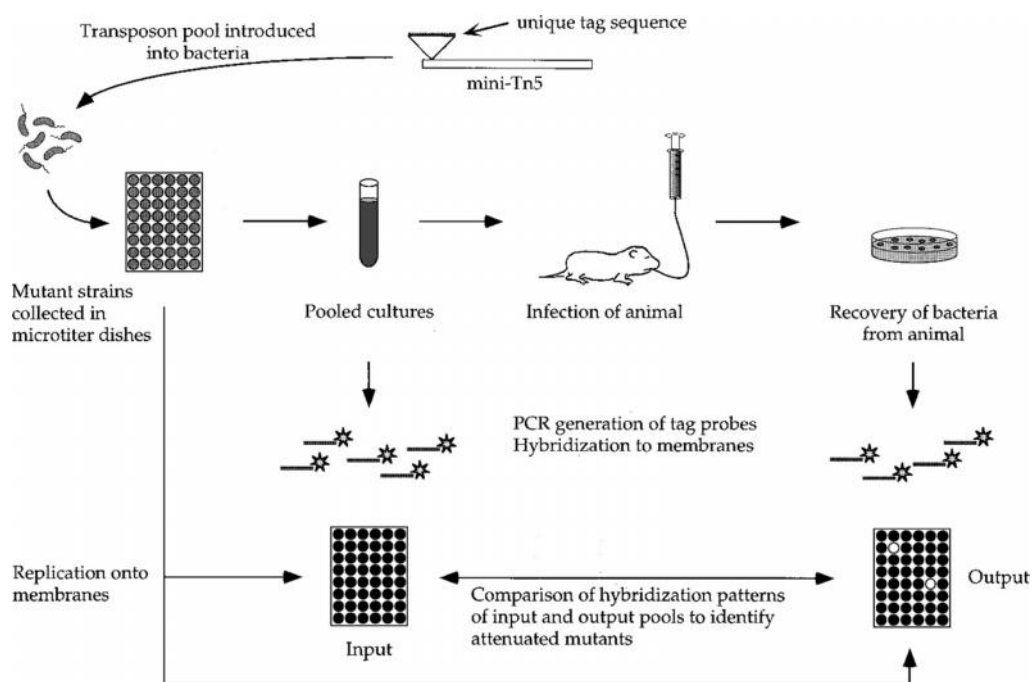 Transposon pool introduced
into bacteria
unique tag sequence
mini-Tn5
Mutant strains
collected in
microtiter dishes
Pooled cultures
Infection of animal
Recovery of bacteria
from animal
PCR generation of tag probes
Hybridization to membranes
Replication onto
membranes
Input
Comparison of hybridization patterns
of input and output pools to identify
attenuated mutants
Output